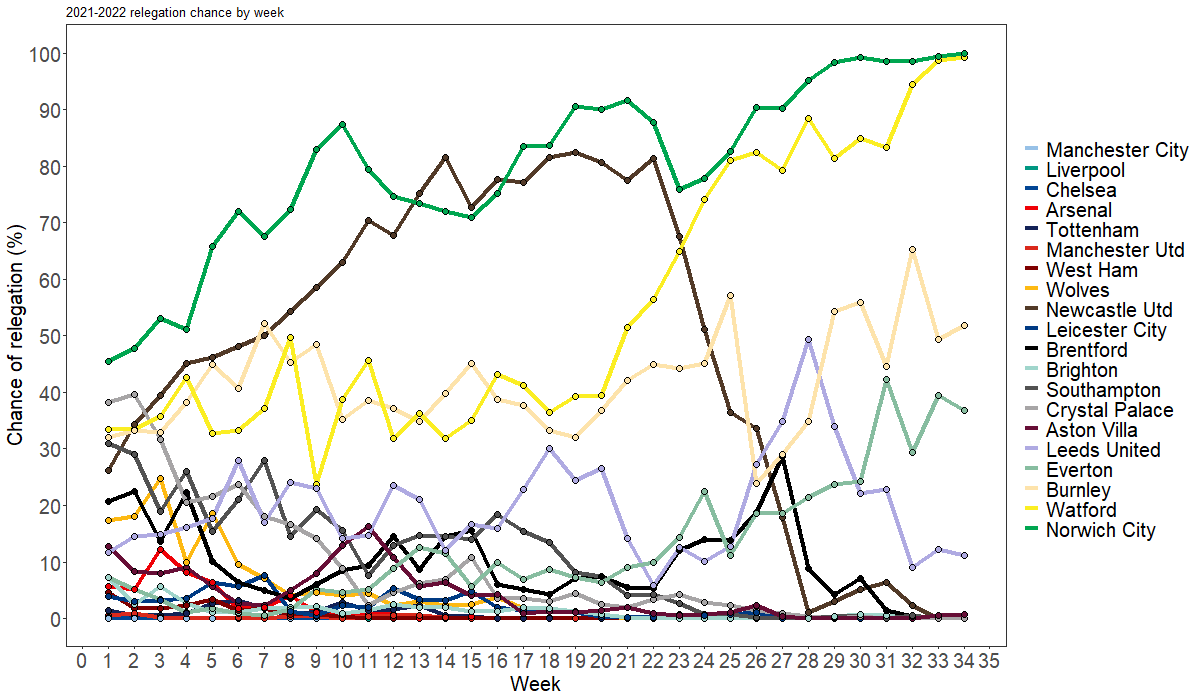 2021-2022 relegation chance by week
Chance of relegation (%)
100
90
80
70
60
50
40
30
20
10
0
0 1 2 3 4 5 6 7 8 9 10 11 12 13 14 15 16 17 18 19 20 21 22 23 24 25 26 27 28 29 30 31 32 33 34 35
Week
Manchester City
Liverpool
Chelsea
Arsenal
Tottenham
Manchester Utd
West Ham
Wolves
Newcastle Utd
Leicester City
Brentford
Brighton
Southampton
Crystal Palace
Aston Villa
Leeds United
Everton
Burnley
Watford
Norwich City